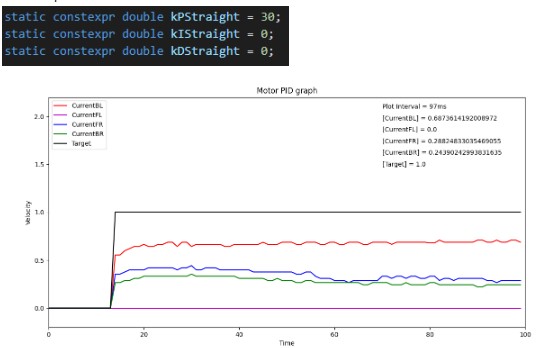 static constexpr double kPStraight = 30;
static constexpr double kIStraight = 0;
static constexpr double kDStraight = 0;
Motor PID graph
CurrentBL
CurrentFL
CurrentFR
CurrentBR
Target
Plot Interval = 97ms
[CurrentBL] = 0.6873614192008972
[CurrentFL] = 0.0
[CurrentFR] = 0.28824833035469055
[CurrentBR] = 0.24390242993831635
[Target] = 1.0
2.0
1.5
1.0
0.5
0.0
Velocity
0 20 40 60 80 100
Time